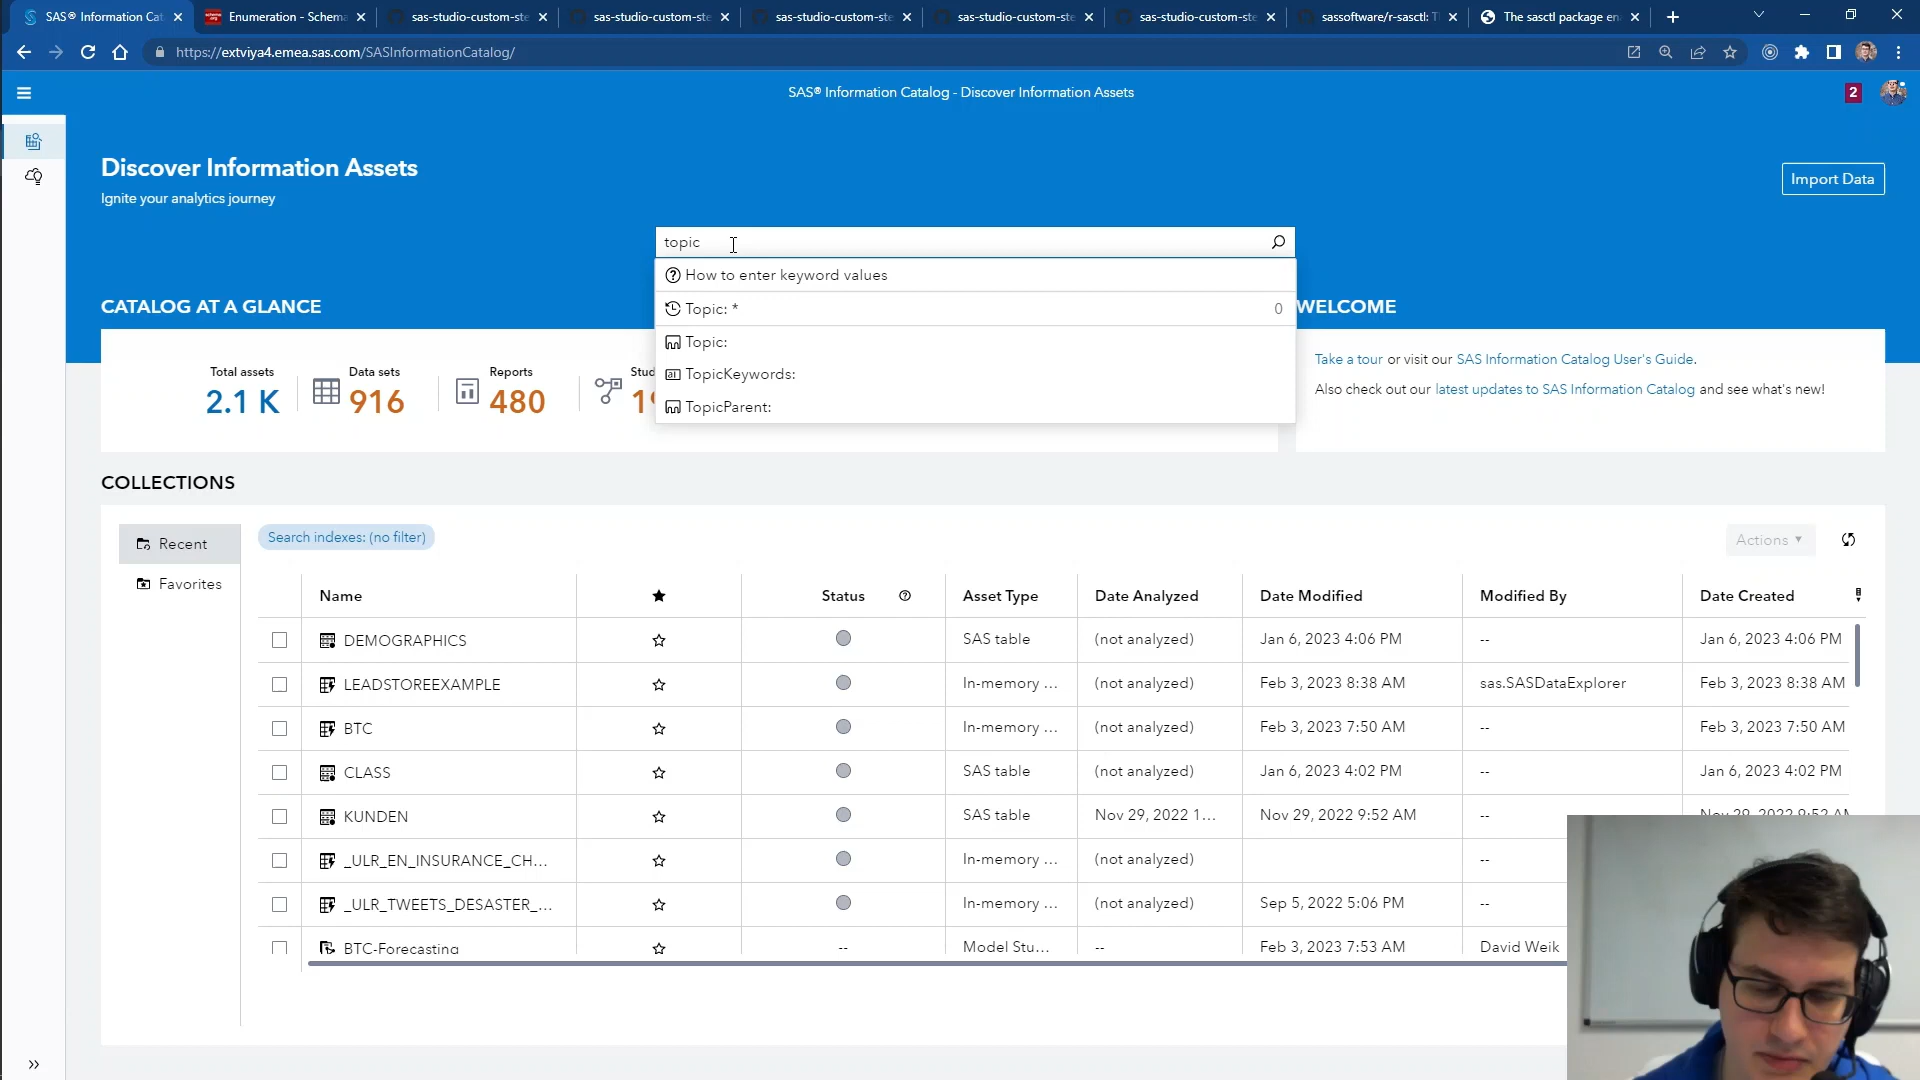 SAS® Information Cat
Enumeration - Schema
sas-studio-custom-ste
sas-studio-custom-ste
sas-studio-custom-ste
sas-studio-custom-ste
sas-studio-custom-ste
sassoftware/r-sasctl: T
The sasctl package en
https://extviya4.emea.sas.com/SASInformationCatalog/
SAS® Information Catalog - Discover Information Assets
2
Discover Information Assets
Ignite your analytics journey
Import Data
topic
How to enter keyword values
Topic: * 0
Topic:
TopicKeywords:
TopicParent:
CATALOG AT A GLANCE
Total assets
2.1 K
Data sets
916
Reports
480
Stud
WELCOME
Take a tour or visit our SAS Information Catalog User's Guide.
Also check out our latest updates to SAS Information Catalog and see what's new!
COLLECTIONS
Recent
Favorites
Search indexes: (no filter)
Actions
Name Status Asset Type Date Analyzed Date Modified Modified By Date Created
DEMOGRAPHICS SAS table (not analyzed) Jan 6, 2023 4:06 PM -- Jan 6, 2023 4:06 PM
LEADSTOREEXAMPLE In-memory ... (not analyzed) Feb 3, 2023 8:38 AM sas.SASDataExplorer Feb 3, 2023 8:38 AM
BTC In-memory ... (not analyzed) Feb 3, 2023 7:50 AM -- Feb 3, 2023 7:50 AM
CLASS SAS table (not analyzed) Jan 6, 2023 4:02 PM -- Jan 6, 2023 4:02 PM
KUNDEN SAS table Nov 29, 2022 1... Nov 29, 2022 9:52 AM -- Nov 29, 2022 9:52 AM
_ULR_EN_INSURANCE_CH... In-memory ... (not analyzed) --
_ULR_TWEETS_DESASTER_... In-memory ... (not analyzed) Sep 5, 2022 5:06 PM --
BTC-Forecasting -- Model Stu... -- Feb 3, 2023 7:53 AM David Weik